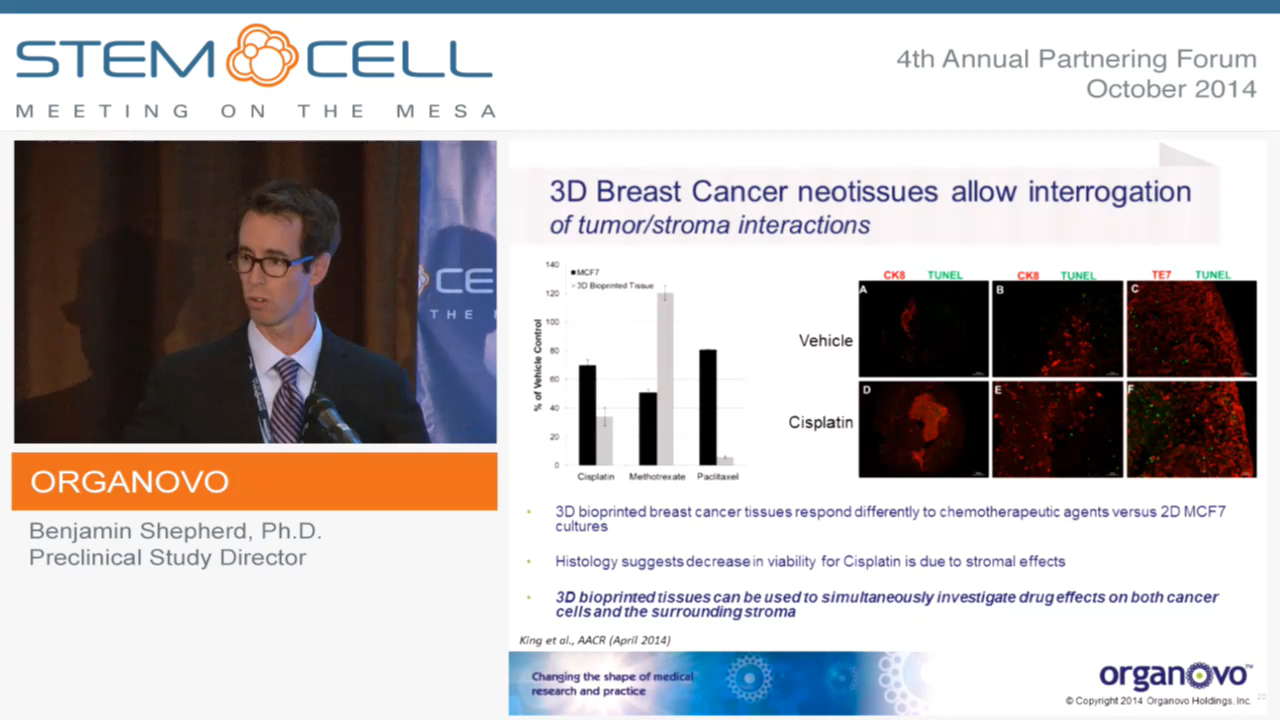 STEM CELL
MEETING ON THE MESA
4th Annual Partnering Forum
October 2014
CE
THE
ORGANOVO
Benjamin Shepherd, Ph.D.
Preclinical Study Director
3D Breast Cancer neotissues allow interrogation
of tumor/stroma interactions
% of Vehicle Control
140
120
100
80
60
40
20
0
MCF7
3D Bioprinted Tissue
Cisplatin Methotrexate Paclitaxel
CK8 TUNEL CK8 TUNEL TE7 TUNEL
Vehicle
A B C
Cisplatin
D E F
• 3D bioprinted breast cancer tissues respond differently to chemotherapeutic agents versus 2D MCF7
cultures
• Histology suggests decrease in viability for Cisplatin is due to stromal effects
• 3D bioprinted tissues can be used to simultaneously investigate drug effects on both cancer
cells and the surrounding stroma
King et al., AACR (April 2014)
Changing the shape of medical
research and practice
organovo™
© Copyright 2014 Organovo Holdings, Inc.